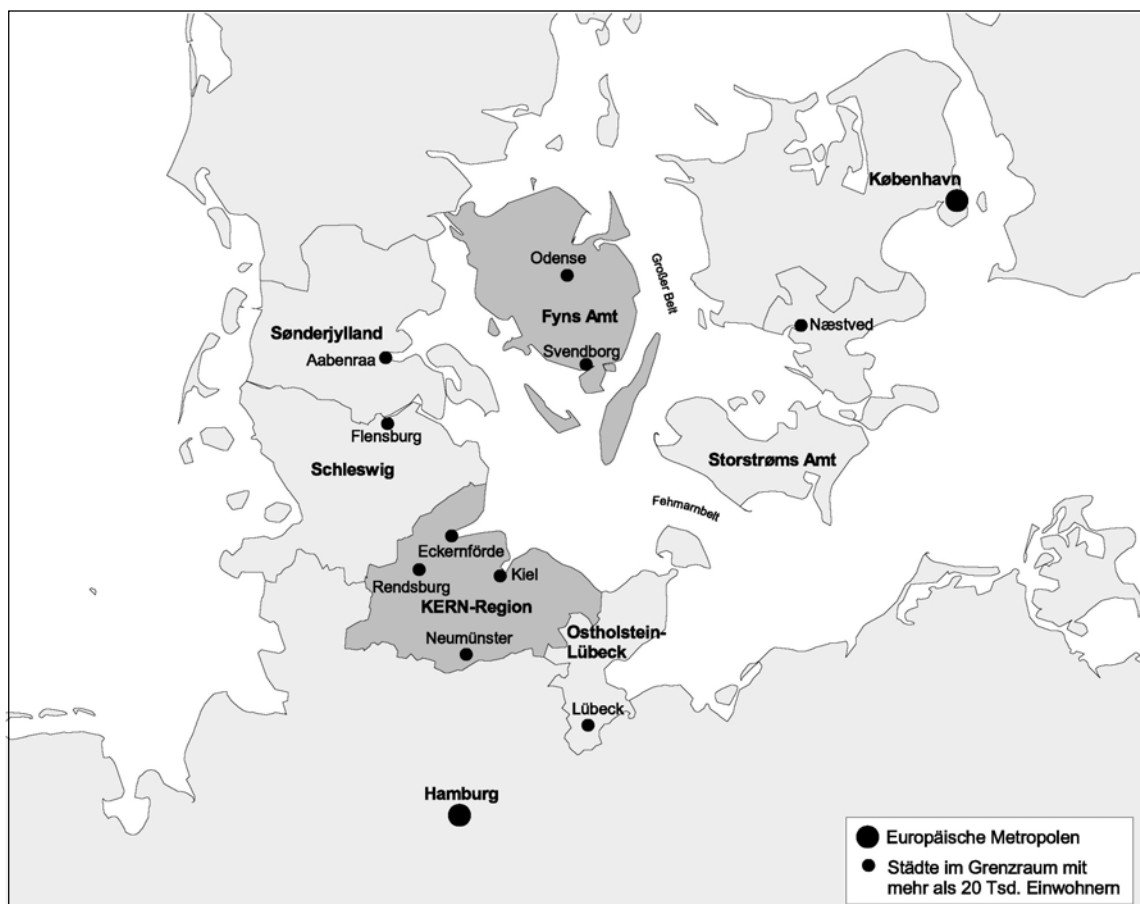 København
Odense
Großer Belt
Fyns Amt
Næstved
Sønderjylland
Svendborg
Aabenraa
Flensburg
Storstrøms Amt
Schleswig
Fehmarnbelt
Eckernförde
Kiel
Rendsburg
KERN-Region
Neumünster
Ostholstein-
Lübeck
Lübeck
Hamburg
Europäische Metropolen
Städte im Grenzraum mit
mehr als 20 Tsd. Einwohnern